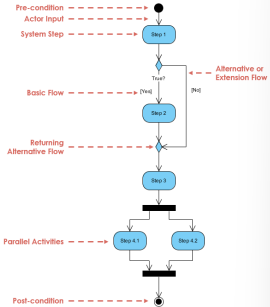 Pre-condition
Actor Input
System Step
Step 1
Alternative or
Extension Flow
True?
Basic Flow
[Yes]
[No]
Step 2
Returning
Alternative Flow
Step 3
Parallel Activities
Step 4.1
Step 4.2
Post-condition